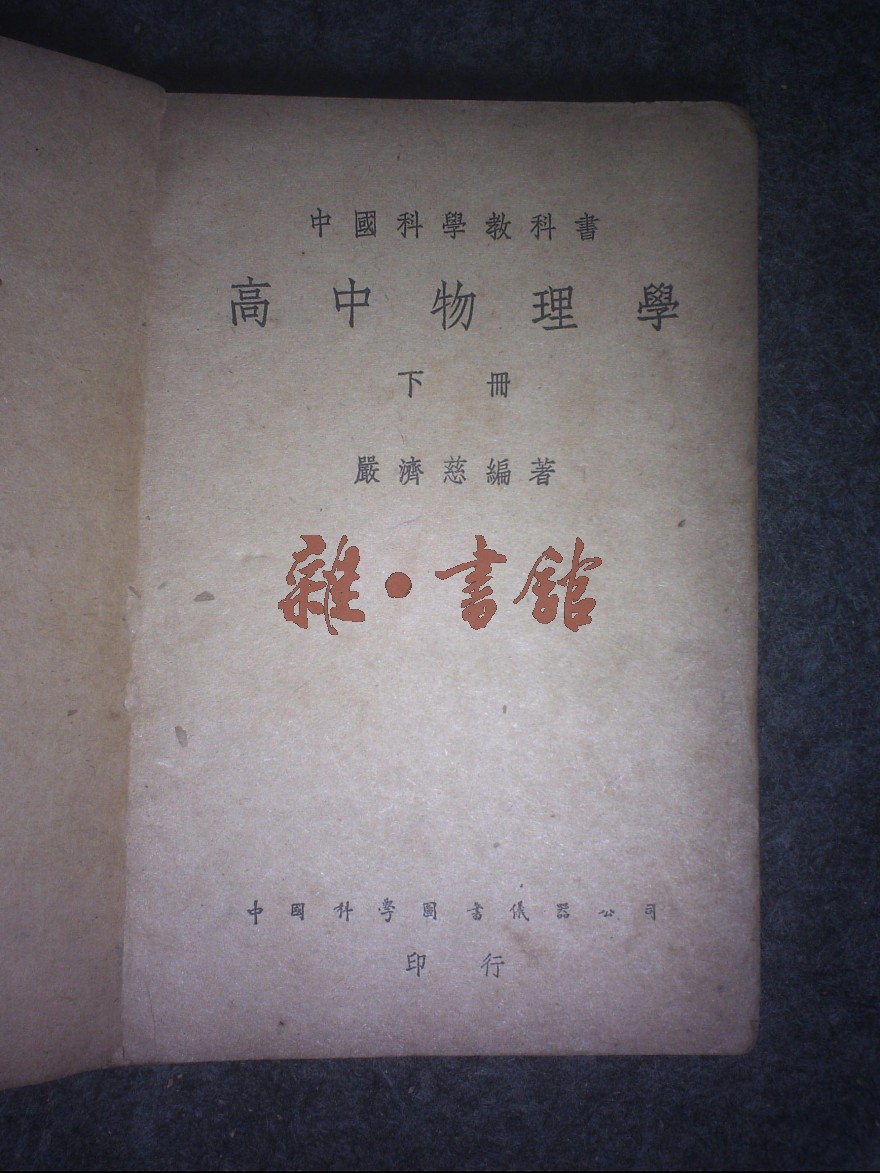 中國科學教科書
高中物理學
下冊
嚴濟慈編著
雜·書館
中國科學圖書儀器公司
印行